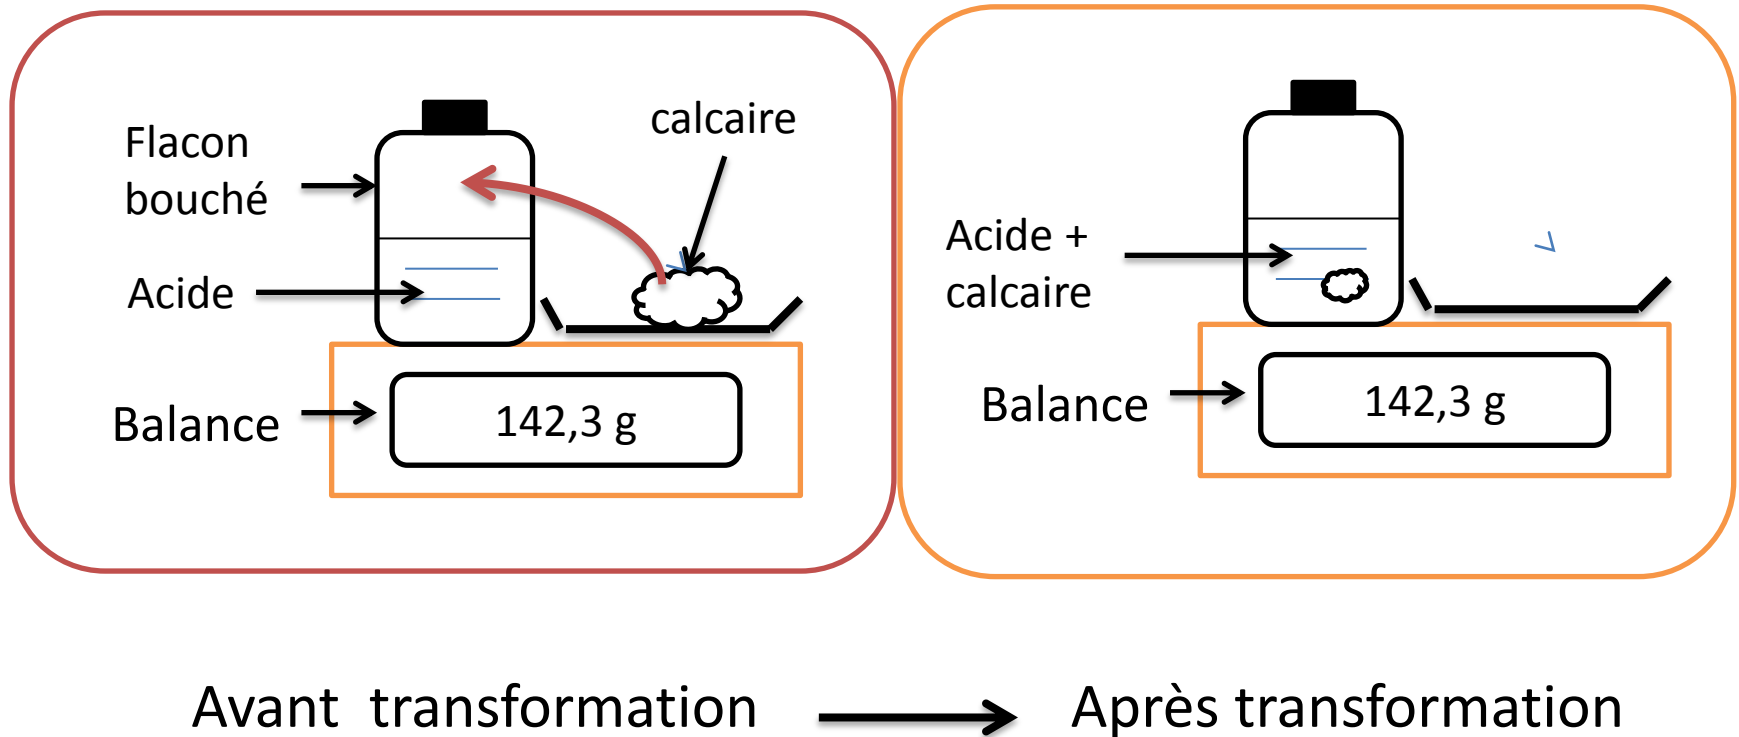 Flacon
bouché
calcaire
Acide
Balance
142,3 g
Acide +
calcaire
Balance
142,3 g
Avant transformation
Après transformation